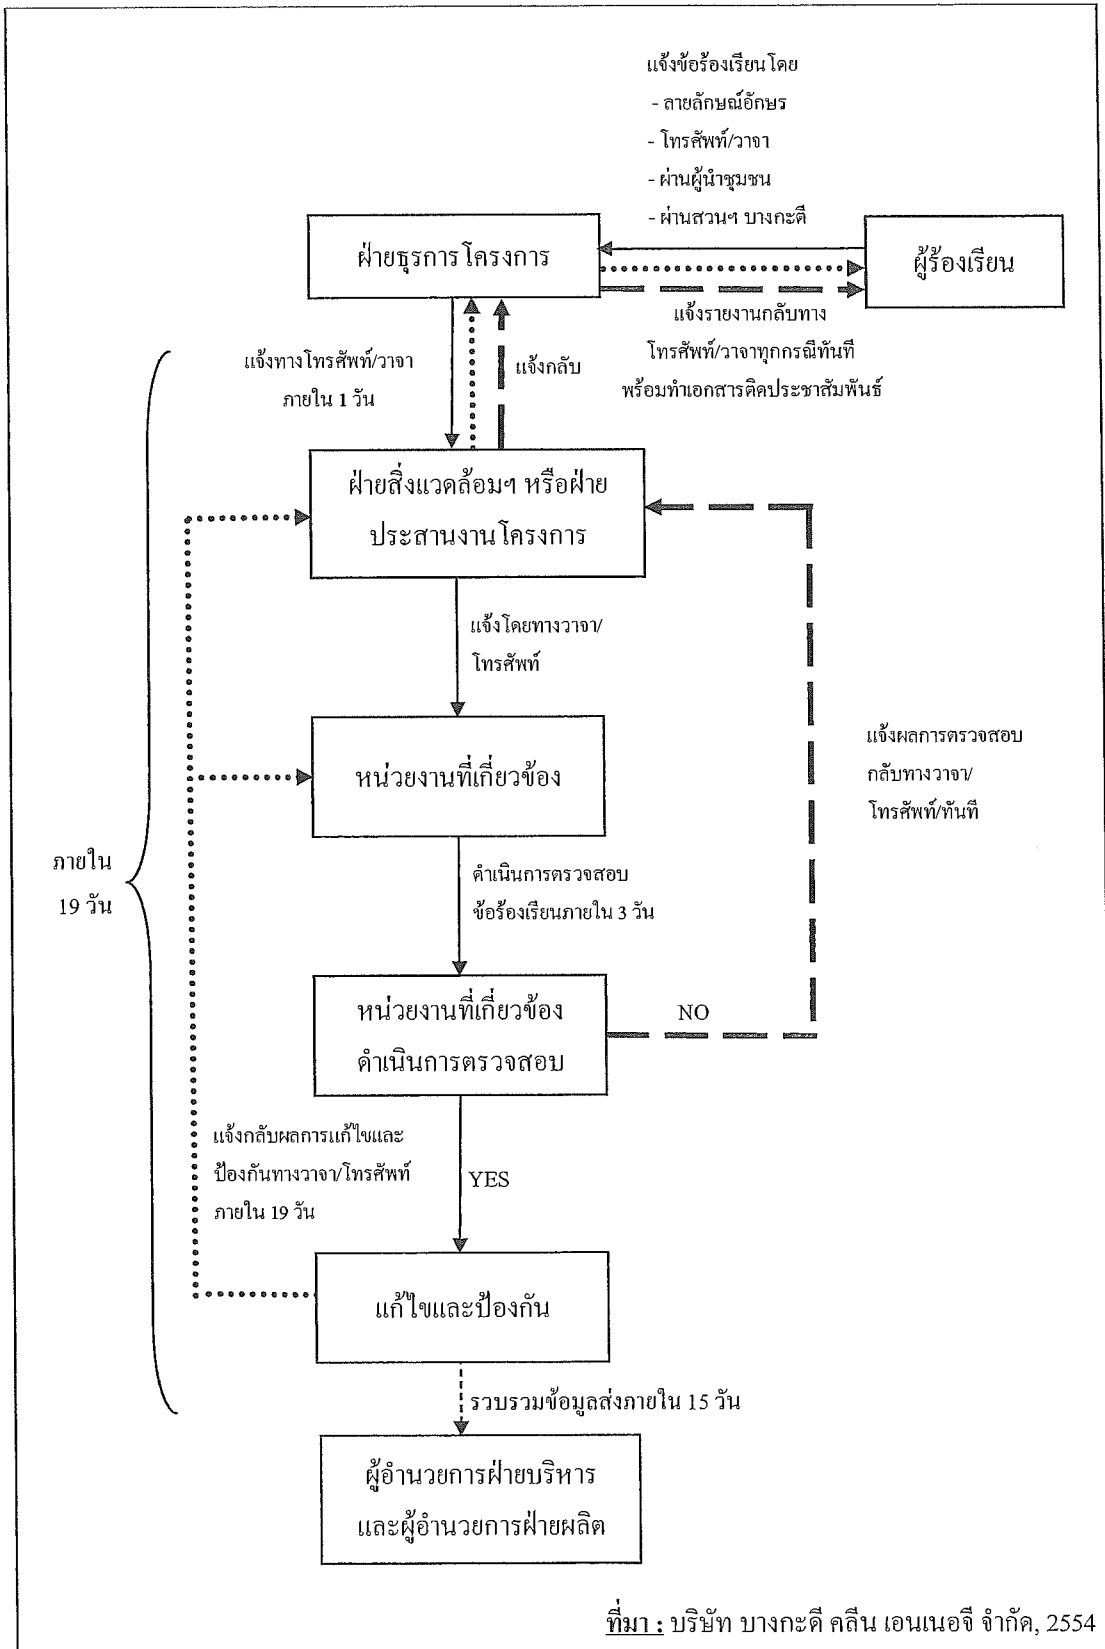 แจ้งข้อร้องเรียนโดย
- ลายลักษณ์อักษร
- โทรศัพท์/วาจา
- ผ่านผู้นำชุมชน
- ผ่านสวนฯ บางกะดี
ฝ่ายธุรการโครงการ
ผู้ร้องเรียน
แจ้งรายงานกลับทาง
โทรศัพท์/วาจาทุกกรณีทันที
พร้อมทำเอกสารติดประชาสัมพันธ์
แจ้งทางโทรศัพท์/วาจา
ภายใน 1 วัน
แจ้งกลับ
ฝ่ายสิ่งแวดล้อมฯ หรือฝ่าย
ประสานงานโครงการ
แจ้งโดยทางวาจา/
โทรศัพท์
หน่วยงานที่เกี่ยวข้อง
แจ้งผลการตรวจสอบ
กลับทางวาจา/
โทรศัพท์/ทันที
ภายใน
19 วัน
ดำเนินการตรวจสอบ
ข้อร้องเรียนภายใน 3 วัน
หน่วยงานที่เกี่ยวข้อง
ดำเนินการตรวจสอบ
NO
แจ้งกลับผลการแก้ไขและ
ป้องกันทางวาจา/โทรศัพท์
ภายใน 19 วัน
YES
แก้ไขและป้องกัน
รวบรวมข้อมูลส่งภายใน 15 วัน
ผู้อำนวยการฝ่ายบริหาร
และผู้อำนวยการฝ่ายผลิต
ที่มา : บริษัท บางกะดี คลีน เอนเนอจี จำกัด, 2554